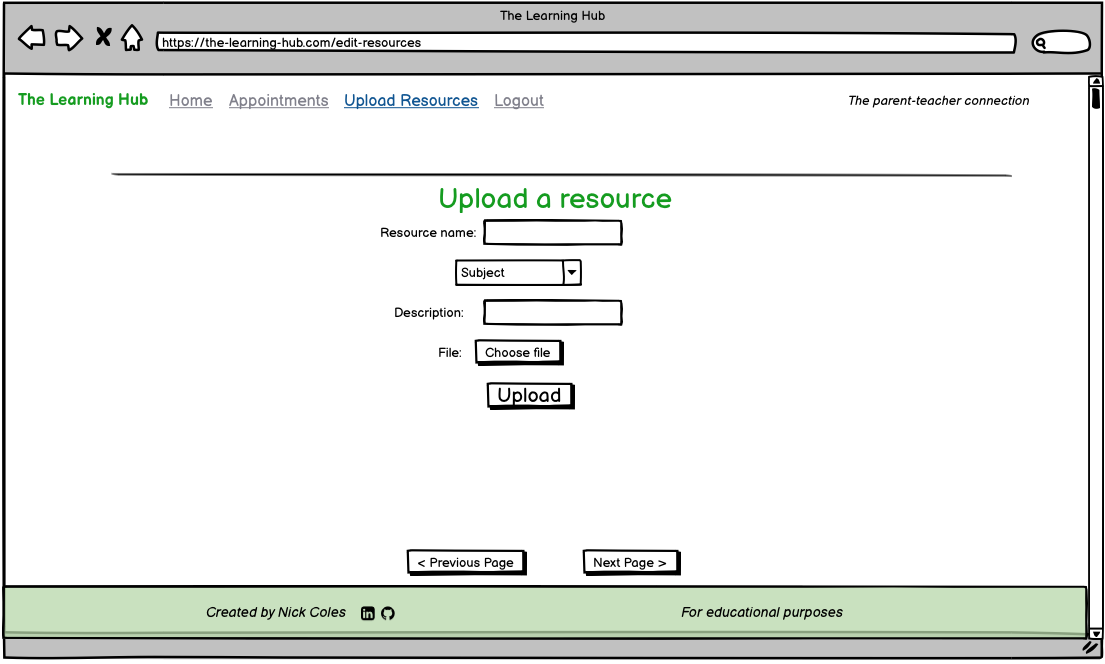 The Learning Hub
https://the-learning-hub.com/edit-resources
The Learning Hub Home Appointments Upload Resources Logout The parent-teacher connection
Upload a resource
Resource name:
Subject
Description:
File: Choose file
Upload
< Previous Page Next Page >
Created by Nick Coles in For educational purposes